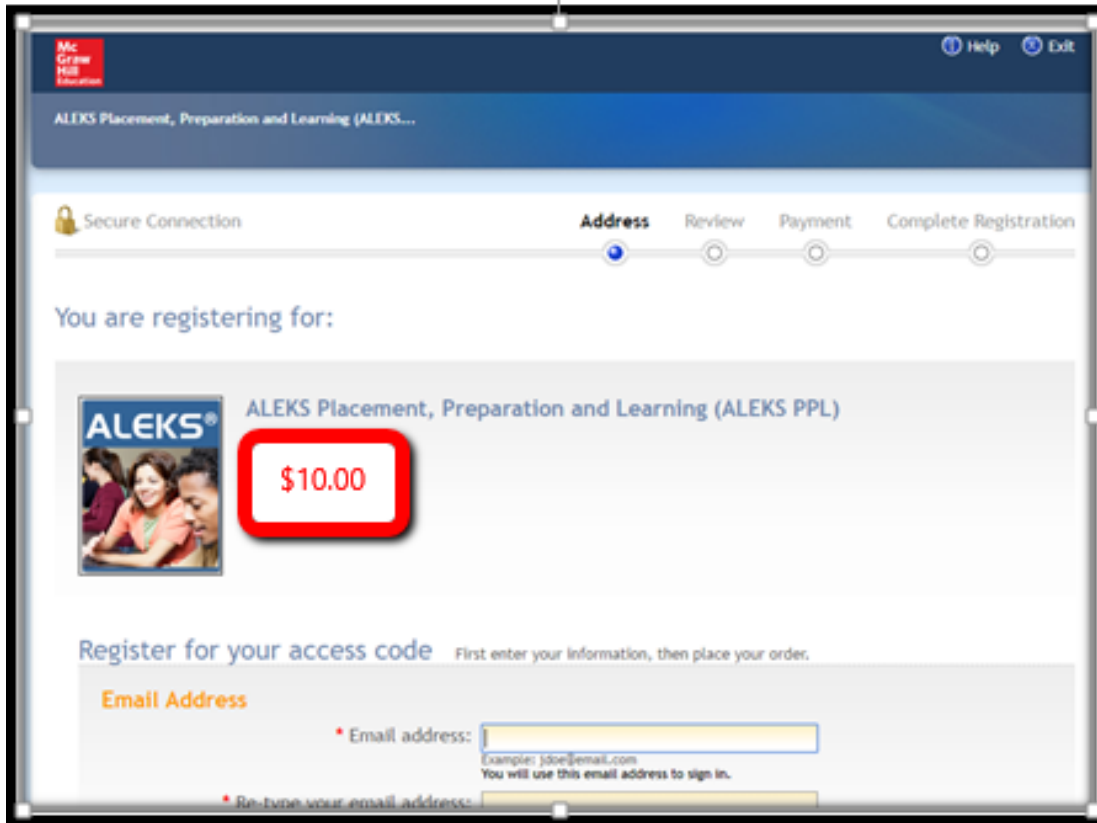 Mc
Graw
Hill
Education
Help Exit
ALEKS Placement, Preparation and Learning (ALEKS...
Secure Connection
Address Review Payment Complete Registration
You are registering for:
ALEKS®
ALEKS Placement, Preparation and Learning (ALEKS PPL)
$10.00
Register for your access code First enter your information, then place your order.
Email Address
* Email address:
Example: jdoe@email.com
You will use this email address to sign in.
* Re-type your email address: